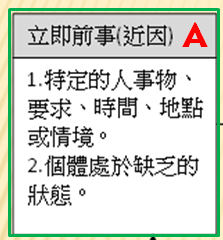 立即前事(近因) A
1.特定的人事物、
要求、時間、地點
或情境。
2.個體處於缺乏的
狀態。